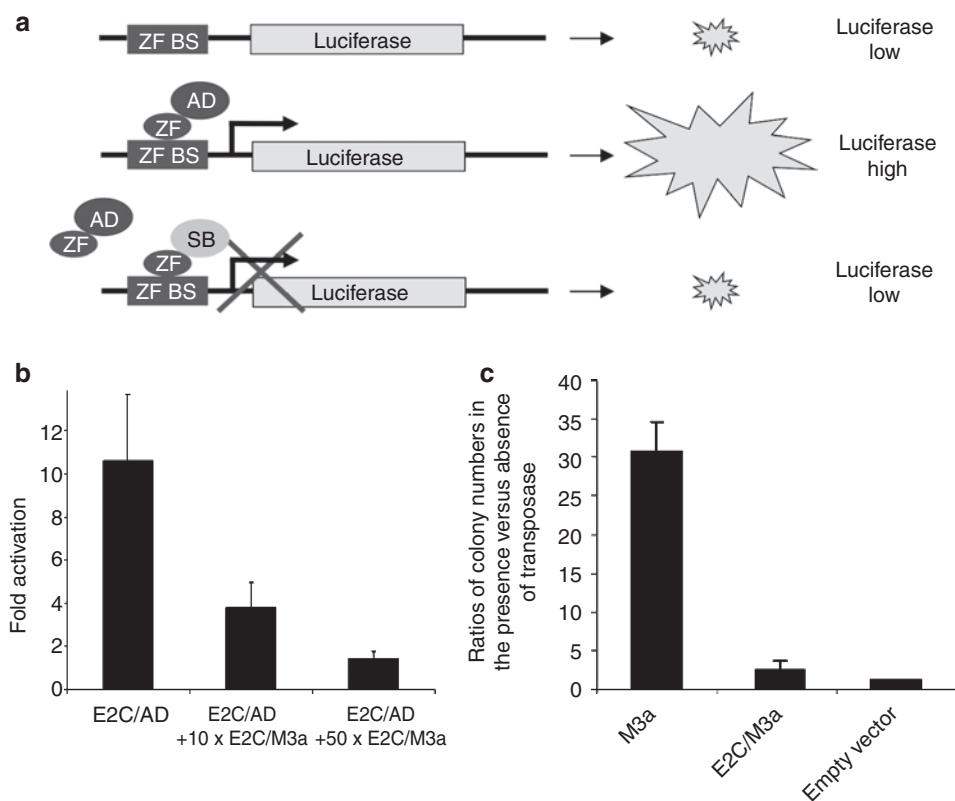 a
ZF BS
Luciferase
Luciferase
low
AD
ZF
ZF BS
Luciferase
Luciferase
high
AD
ZF
SB
ZF
ZF BS
Luciferase
Luciferase
low
b
Fold activation
12
10
8
6
4
2
0
E2C/AD
E2C/AD
+10 x E2C/M3a
E2C/AD
+50 x E2C/M3a
c
Ratios of colony numbers in
the presence versus absence
of transposase
40
35
30
25
20
15
10
5
0
M3a
E2C/M3a
Empty vector